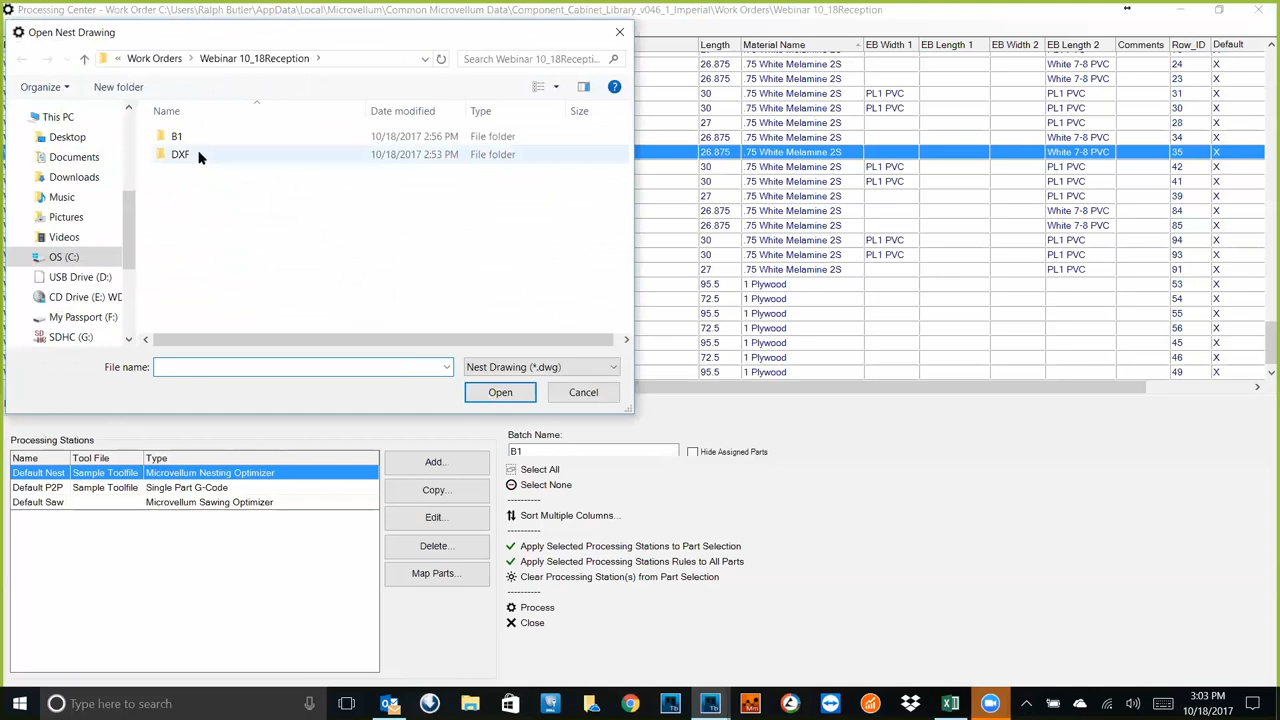 Processing Center - Work Order C:\Users\Ralph Butler\AppData\Local\Microvellum\Common Microvellum Data\Component_Cabinet_Library_v046_1_Imperial\Work Orders\Webinar 10_18Reception
Open Nest Drawing
Work Orders > Webinar 10_18Reception >
Search Webinar 10_18Recepti...
Organize New folder
Name Date modified Type Size
B1 10/18/2017 2:56 PM File folder
DXF 10/18/2017 2:53 PM File folder
This PC
Desktop
Documents
Downloads
Music
Pictures
Videos
OS (C:)
USB Drive (D:)
CD Drive (E:) WD
My Passport (F:)
SDHC (G:)
File name: Nest Drawing (*.dwg)
Open Cancel
Length Material Name EB Width 1 EB Length 1 EB Width 2 EB Length 2 Comments Row_ID Default
26.875 .75 White Melamine 2S White 7-8 PVC 24 X
26.875 .75 White Melamine 2S White 7-8 PVC 23 X
30 .75 White Melamine 2S PL1 PVC PL1 PVC 31 X
30 .75 White Melamine 2S PL1 PVC PL1 PVC 30 X
27 .75 White Melamine 2S PL1 PVC 28 X
26.875 .75 White Melamine 2S White 7-8 PVC 34 X
26.875 .75 White Melamine 2S White 7-8 PVC 35 X
30 .75 White Melamine 2S PL1 PVC PL1 PVC 42 X
30 .75 White Melamine 2S PL1 PVC PL1 PVC 41 X
27 .75 White Melamine 2S PL1 PVC 39 X
26.875 .75 White Melamine 2S White 7-8 PVC 84 X
26.875 .75 White Melamine 2S White 7-8 PVC 85 X
30 .75 White Melamine 2S PL1 PVC PL1 PVC 94 X
30 .75 White Melamine 2S PL1 PVC PL1 PVC 93 X
27 .75 White Melamine 2S PL1 PVC 91 X
95.5 1 Plywood 53 X
72.5 1 Plywood 54 X
95.5 1 Plywood 55 X
72.5 1 Plywood 56 X
95.5 1 Plywood 45 X
72.5 1 Plywood 46 X
95.5 1 Plywood 49 X
Processing Stations
Name Tool File Type
Default Nest Sample Toolfile Microvellum Nesting Optimizer
Default P2P Sample Toolfile Single Part G-Code
Default Saw Microvellum Sawing Optimizer
Add...
Copy...
Edit...
Delete...
Map Parts...
Batch Name:
B1 Hide Assigned Parts
Select All
Select None
----------
Sort Multiple Columns...
----------
Apply Selected Processing Stations to Part Selection
Apply Selected Processing Stations Rules to All Parts
Clear Processing Station(s) from Part Selection
----------
Process
Close
Type here to search
3:03 PM
10/18/2017